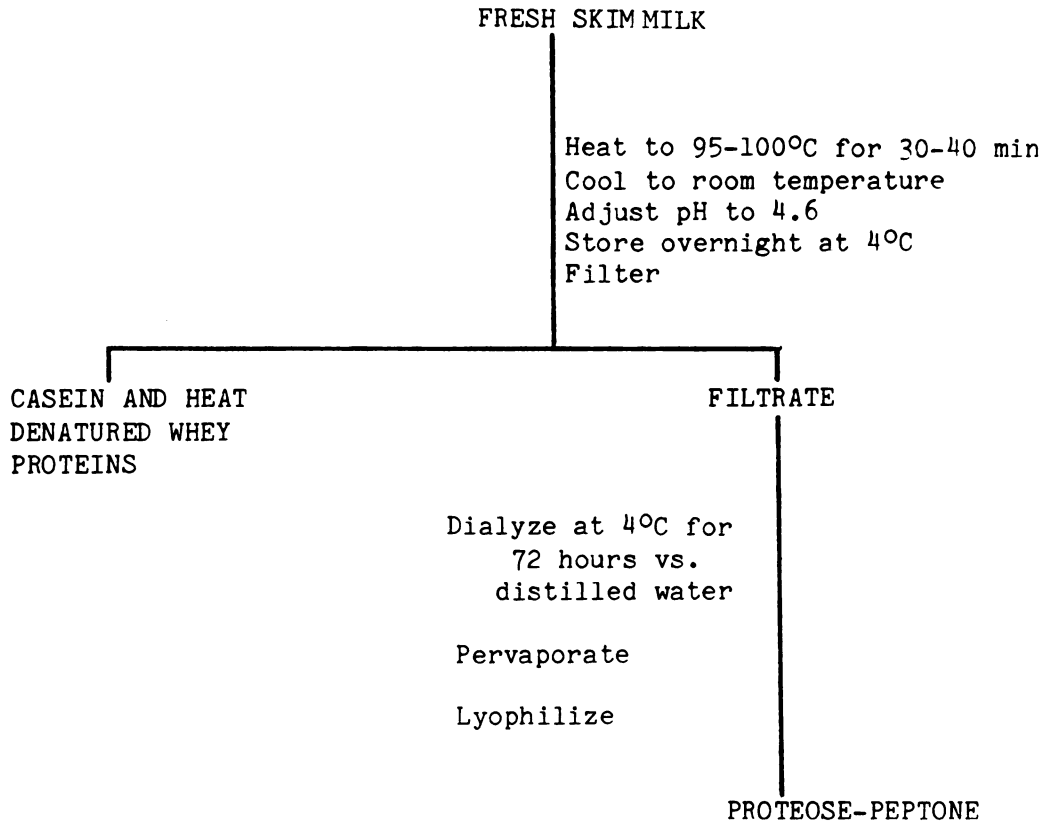 FRESH SKIM MILK
Heat to 95-100°C for 30-40 min
Cool to room temperature
Adjust pH to 4.6
Store overnight at 4°C
Filter
CASEIN AND HEAT
DENATURED WHEY
PROTEINS
FILTRATE
Dialyze at 4°C for
72 hours vs.
distilled water
Pervaporate
Lyophilize
PROTEOSE-PEPTONE